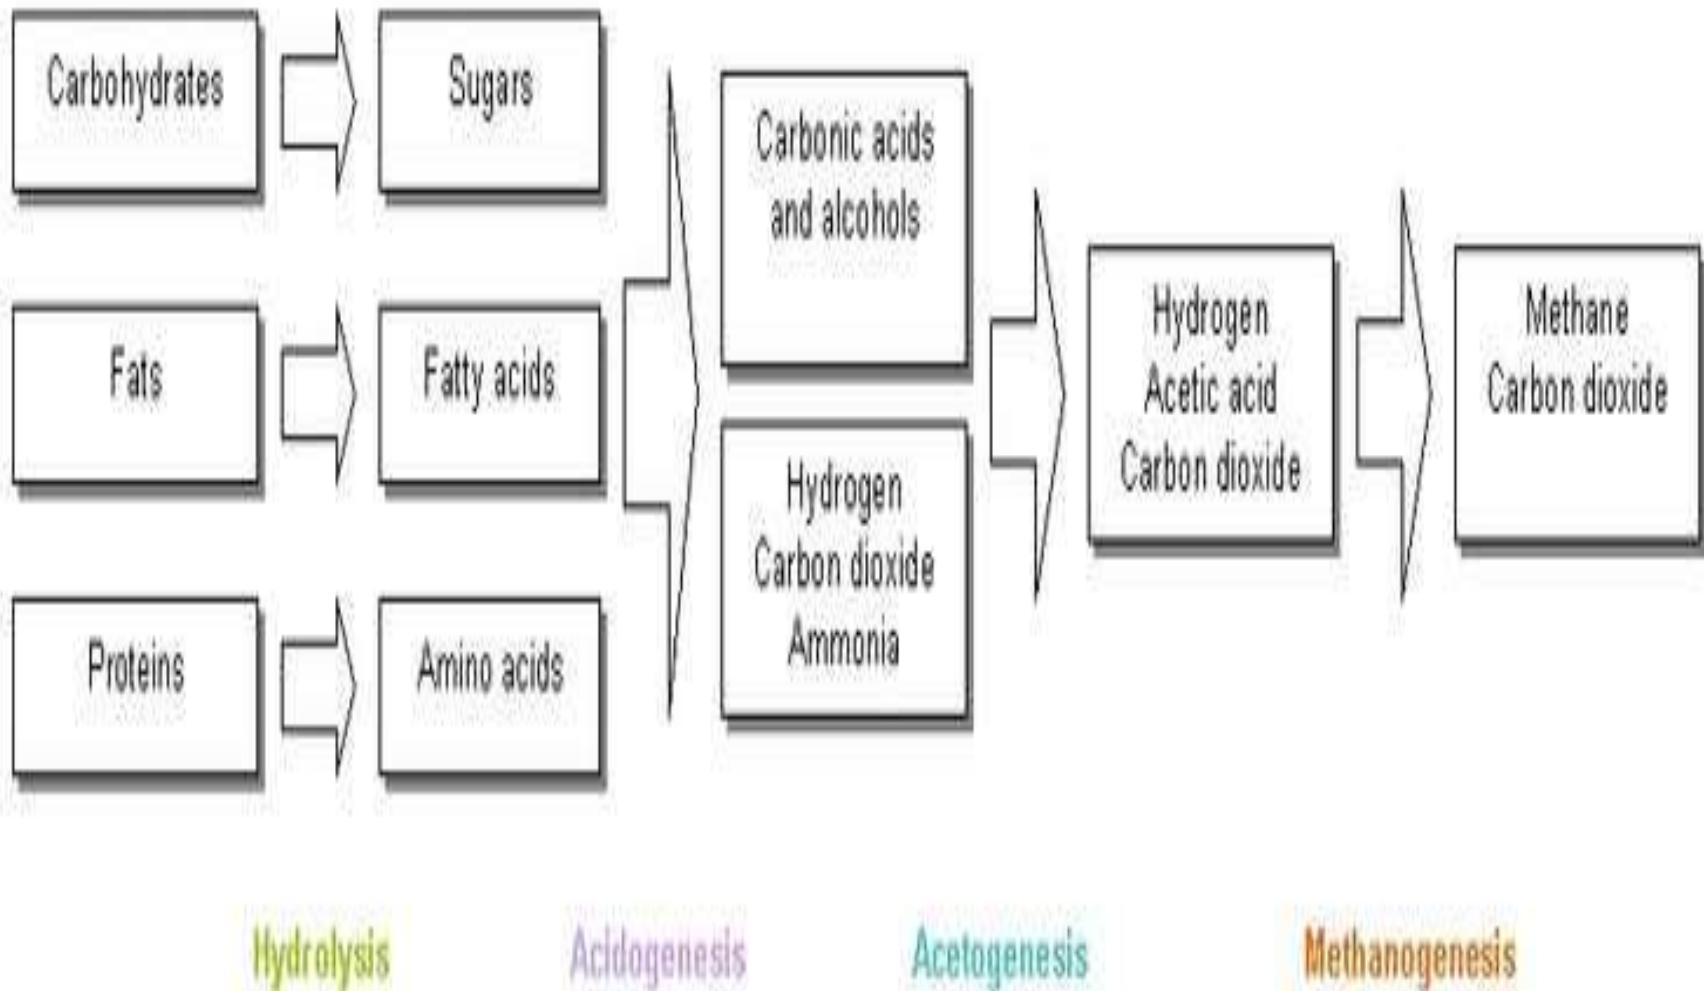 Carbohydrates
Sugars
Fats
Fatty acids
Proteins
Amino acids
Carbonic acids
and alcohols
Hydrogen
Carbon dioxide
Ammonia
Hydrogen
Acetic acid
Carbon dioxide
Methane
Carbon dioxide
Hydrolysis
Acidogenesis
Acetogenesis
Methanogenesis